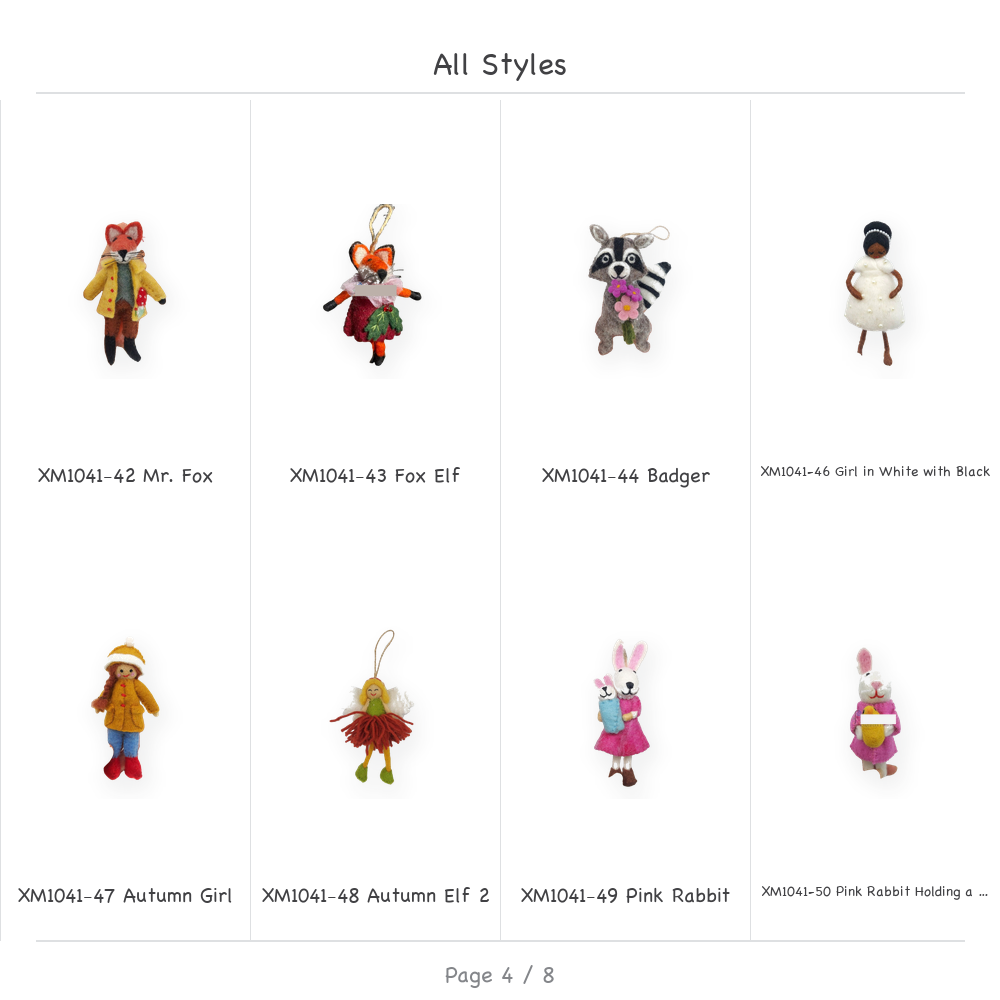 All Styles
XM1041-42 Mr. Fox
XM1041-43 Fox Elf
XM1041-44 Badger
XM1041-46 Girl in White with Black
XM1041-47 Autumn Girl
XM1041-48 Autumn Elf 2
XM1041-49 Pink Rabbit
XM1041-50 Pink Rabbit Holding a ...
Page 4 / 8